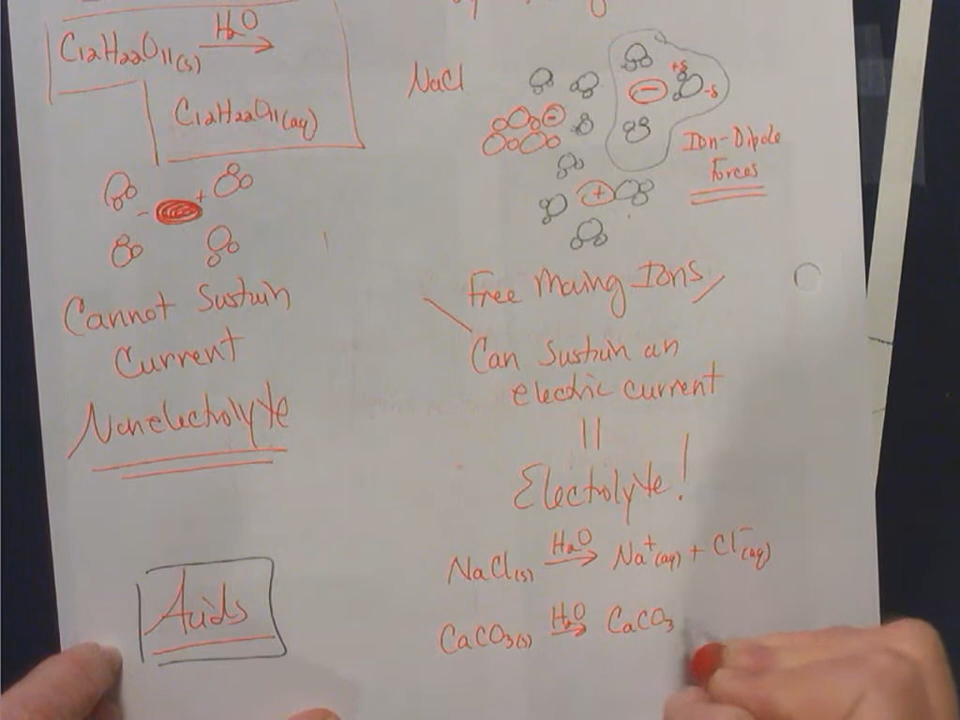 C12H22O11(s) H2O →
C12H22O11(aq)
- +
Cannot Sustain
Current
Nonelectrolyte
Acids
NaCl
−
+δ
-δ
−
+
Ion-Dipole
Forces
Free Moving Ions
Can Sustain an
electric current
||
Electrolyte!
NaCl(s) H2O → Na+(aq) + Cl-(aq)
CaCO3(s) H2O → CaCO3